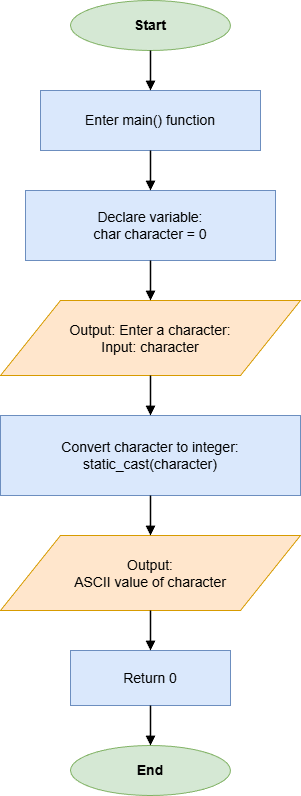 Start
Enter main() function
Declare variable:
char character = 0
Output: Enter a character:
Input: character
Convert character to integer:
static_cast(character)
Output:
ASCII value of character
Return 0
End